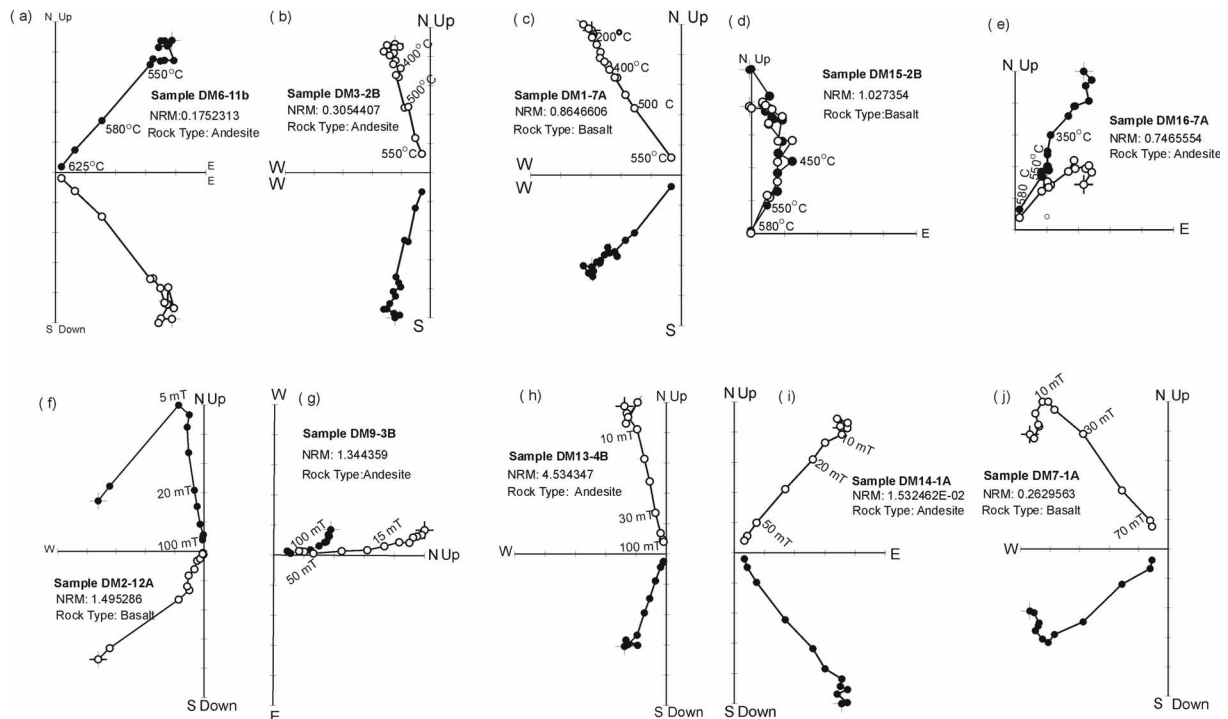 ( a )
N Up
550°C
Sample DM6-11b
NRM:0.1752313
Rock Type: Andesite
580°C
625°C
E
E
S Down
( b )
N Up
400°C
Sample DM3-2B
NRM: 0.3054407
Rock Type: Andesite
500°C
550°C
W
W
S
( c )
N Up
200°
400°C
Sample DM1-7A
NRM: 0.8646606
Rock Type: Basalt
500 C
550°C
W
W
S
( d )
N Up
Sample DM15-2B
NRM: 1.027354
Rock Type:Basalt
450°C
550°C
580°C
E
( e )
N Up
Sample DM16-7A
NRM: 0.7465554
Rock Type: Andesite
350°C
550°C
580 C
E
( f )
5 mT
N Up
20 mT
100 mT
W
Sample DM2-12A
NRM: 1.495286
Rock Type: Basalt
S Down
( g )
W
Sample DM9-3B
NRM: 1.344359
Rock Type:Andesite
100 mT
15 mT
50 mT
N Up
E
( h )
N Up
10 mT
Sample DM13-4B
NRM: 4.534347
Rock Type: Andesite
30 mT
100 mT
S Down
( i )
N Up
10 mT
20 mT
Sample DM14-1A
NRM: 1.532462E-02
Rock Type: Andesite
50 mT
E
S Down
( j )
N Up
10 mT
30 mT
Sample DM7-1A
NRM: 0.2629563
Rock Type: Basalt
70 mT
W
S Down